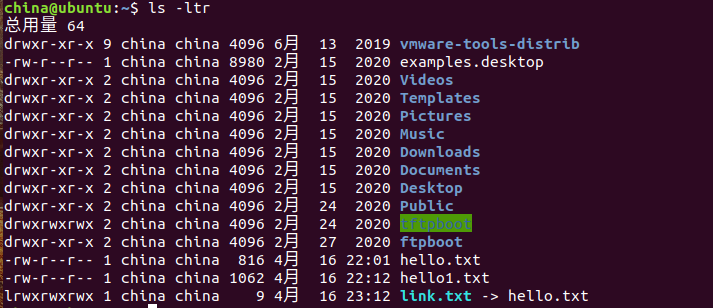 china@ubuntu:~$ ls -ltr
总用量 64
drwxr-xr-x 9 china china 4096 6月  13  2019 vmware-tools-distrib
-rw-r--r-- 1 china china 8980 2月  15  2020 examples.desktop
drwxr-xr-x 2 china china 4096 2月  15  2020 Videos
drwxr-xr-x 2 china china 4096 2月  15  2020 Templates
drwxr-xr-x 2 china china 4096 2月  15  2020 Pictures
drwxr-xr-x 2 china china 4096 2月  15  2020 Music
drwxr-xr-x 2 china china 4096 2月  15  2020 Downloads
drwxr-xr-x 2 china china 4096 2月  15  2020 Documents
drwxr-xr-x 2 china china 4096 2月  15  2020 Desktop
drwxr-xr-x 2 china china 4096 2月  24  2020 Public
drwxrwxrwx 2 china china 4096 2月  24  2020 tftpboot
drwxr-xr-x 2 china china 4096 2月  27  2020 ftpboot
-rw-r--r-- 1 china china  816 4月  16 22:01 hello.txt
-rw-r--r-- 1 china china 1062 4月  16 22:12 hello1.txt
lrwxrwxrwx 1 china china    9 4月  16 23:12 link.txt -> hello.txt